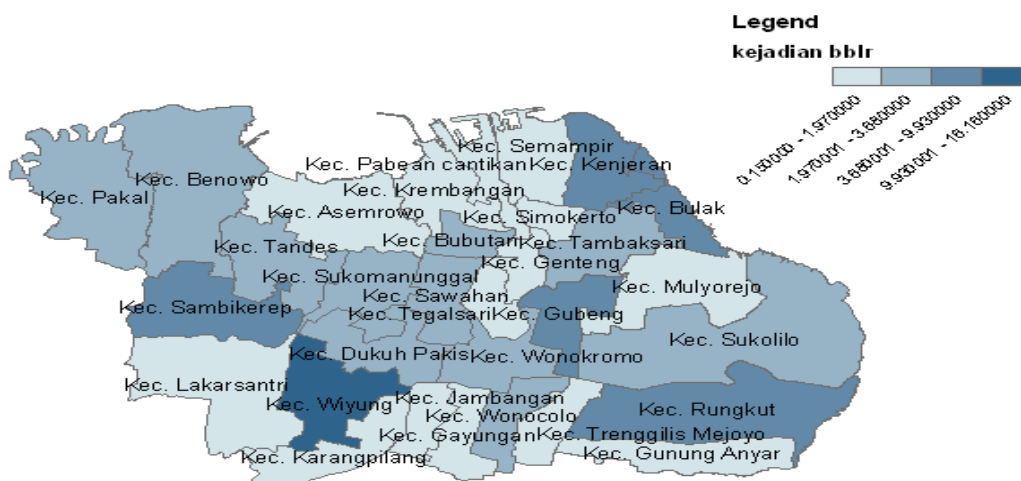 Legend
kejadian bblr
0.150000 - 1.970000
1.970001 - 3.680000
3.680001 - 9.930000
9.930001 - 16.160000
Kec. Semampir
Kec. Pabean cantikan
Kec. Kenjeran
Kec. Benowo
Kec. Krembangan
Kec. Pakal
Kec. Asemrowo
Kec. Simokerto
Kec. Bulak
Kec. Tandes
Kec. Bubutan
Kec. Tambaksari
Kec. Genteng
Kec. Sukomanunggal
Kec. Mulyorejo
Kec. Sawahan
Kec. Sambikerep
Kec. Tegalsari
Kec. Gubeng
Kec. Sukolilo
Kec. Dukuh Pakis
Kec. Wonokromo
Kec. Lakarsantri
Kec. Jambangan
Kec. Wiyung
Kec. Wonocolo
Kec. Rungkut
Kec. Gayungan
Kec. Trenggilis Mejoyo
Kec. Karangpilang
Kec. Gunung Anyar